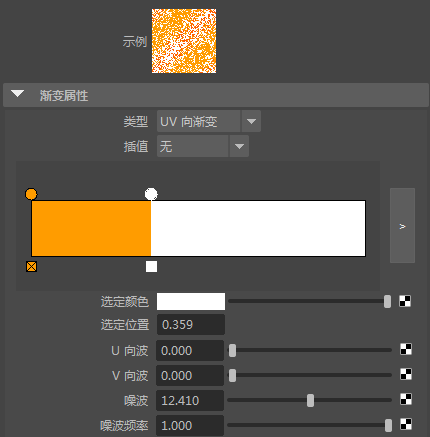 示例
渐变属性
类型 UV 向渐变
插值 无
>
选定颜色
选定位置 0.359
U 向波 0.000
V 向波 0.000
噪波 12.410
噪波频率 1.000